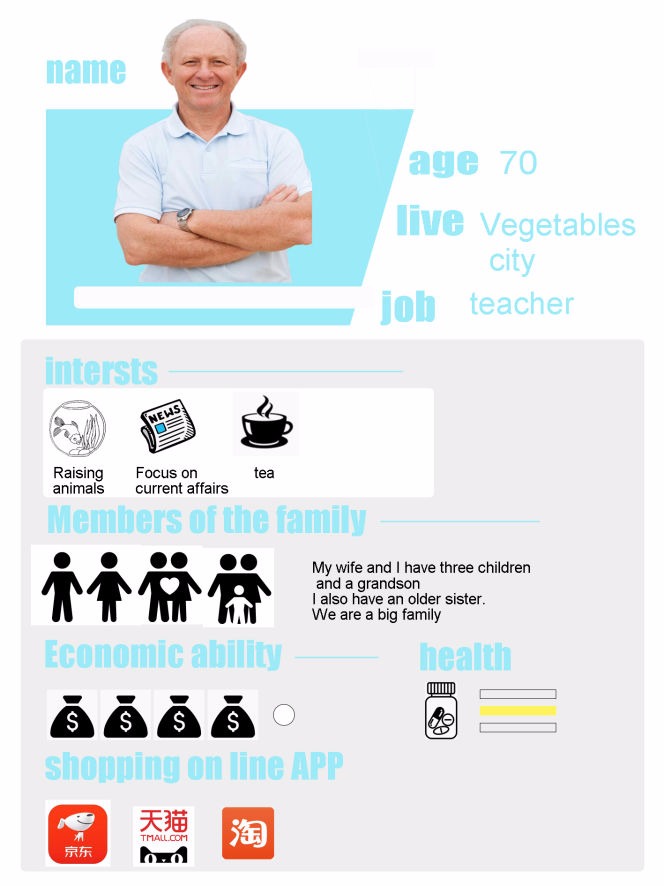 name
age 70
live Vegetables
city
job teacher
intersts
NEWS
Raising
animals
Focus on
current affairs
tea
Members of the family
My wife and I have three children
and a grandson
I also have an older sister.
We are a big family
Economic ability
health
$ $ $ $
shopping on line APP
京东
天猫
TMALL.COM
淘